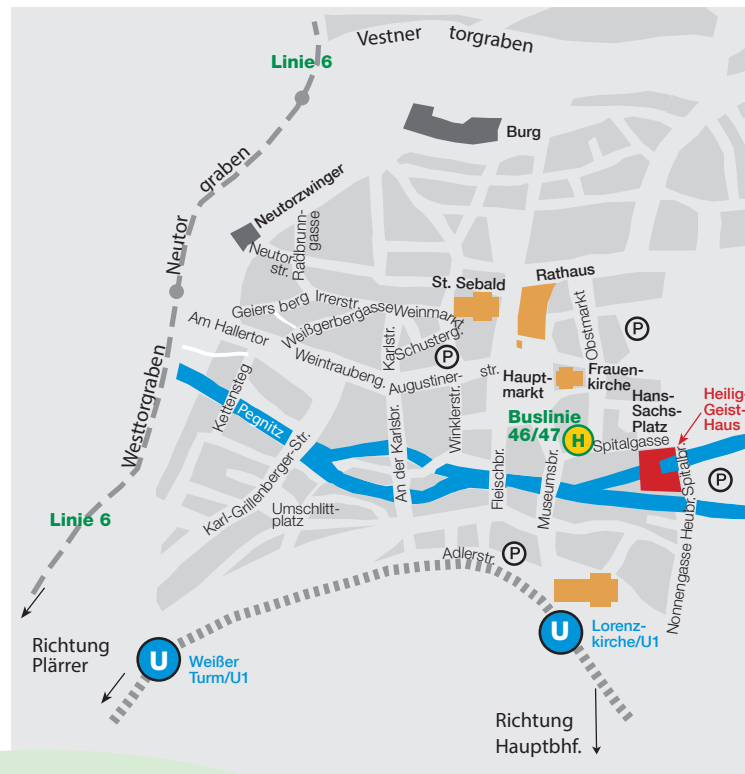 Vestner torgraben
Linie 6
Burg
Neutor graben
Neutorzwinger
Radbrunn-
gasse
Neutor-
str.
St. Sebald
Rathaus
Geiers berg
Irrerstr.
Weinmarkt
Weißgerbergasse
Am Hallertor
Karlstr.
Schusterg.
P
Obstmarkt
P
Weintraubeng.
Augustiner- str.
Haupt-
markt
Frauen-
kirche
Hans-
Sachs-
Platz
Heilig-
Geist-
Haus
Westtorgraben
Kettensteg
Pegnitz
Winklerstr.
Buslinie
46/47
H
Spitalgasse
An der Karlsbr.
Fleischbr.
Museumsbr.
Spitalbr.
Heubr.
Nonnengasse
P
Karl-Grillenberger-Str.
Umschlitt-
platz
Linie 6
Adlerstr.
P
Richtung
Plärrer
U
Weißer
Turm/U1
U
Lorenz-
kirche/U1
Richtung
Hauptbhf.